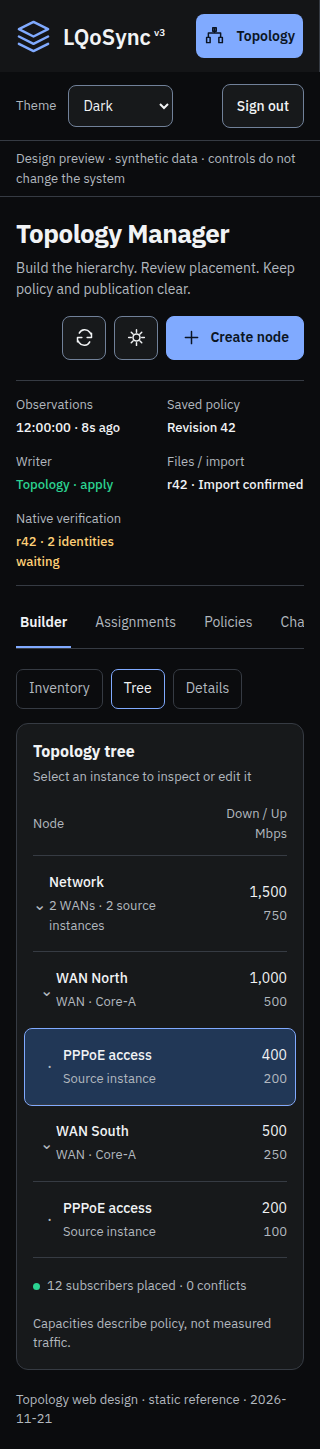 LQoSync v3
Topology
Theme
Dark
Sign out
Design preview · synthetic data · controls do not
change the system
Topology Manager
Build the hierarchy. Review placement. Keep
policy and publication clear.
Create node
Observations
12:00:00 · 8s ago
Saved policy
Revision 42
Writer
Topology · apply
Files / import
r42 · Import confirmed
Native verification
r42 · 2 identities
waiting
Builder
Assignments
Policies
Cha
Inventory
Tree
Details
Topology tree
Select an instance to inspect or edit it
Node
Down / Up
Mbps
Network
2 WANs · 2 source
instances
1,500
750
WAN North
WAN · Core-A
1,000
500
PPPoE access
Source instance
400
200
WAN South
WAN · Core-A
500
250
PPPoE access
Source instance
200
100
12 subscribers placed · 0 conflicts
Capacities describe policy, not measured
traffic.
Topology web design · static reference · 2026-
11-21